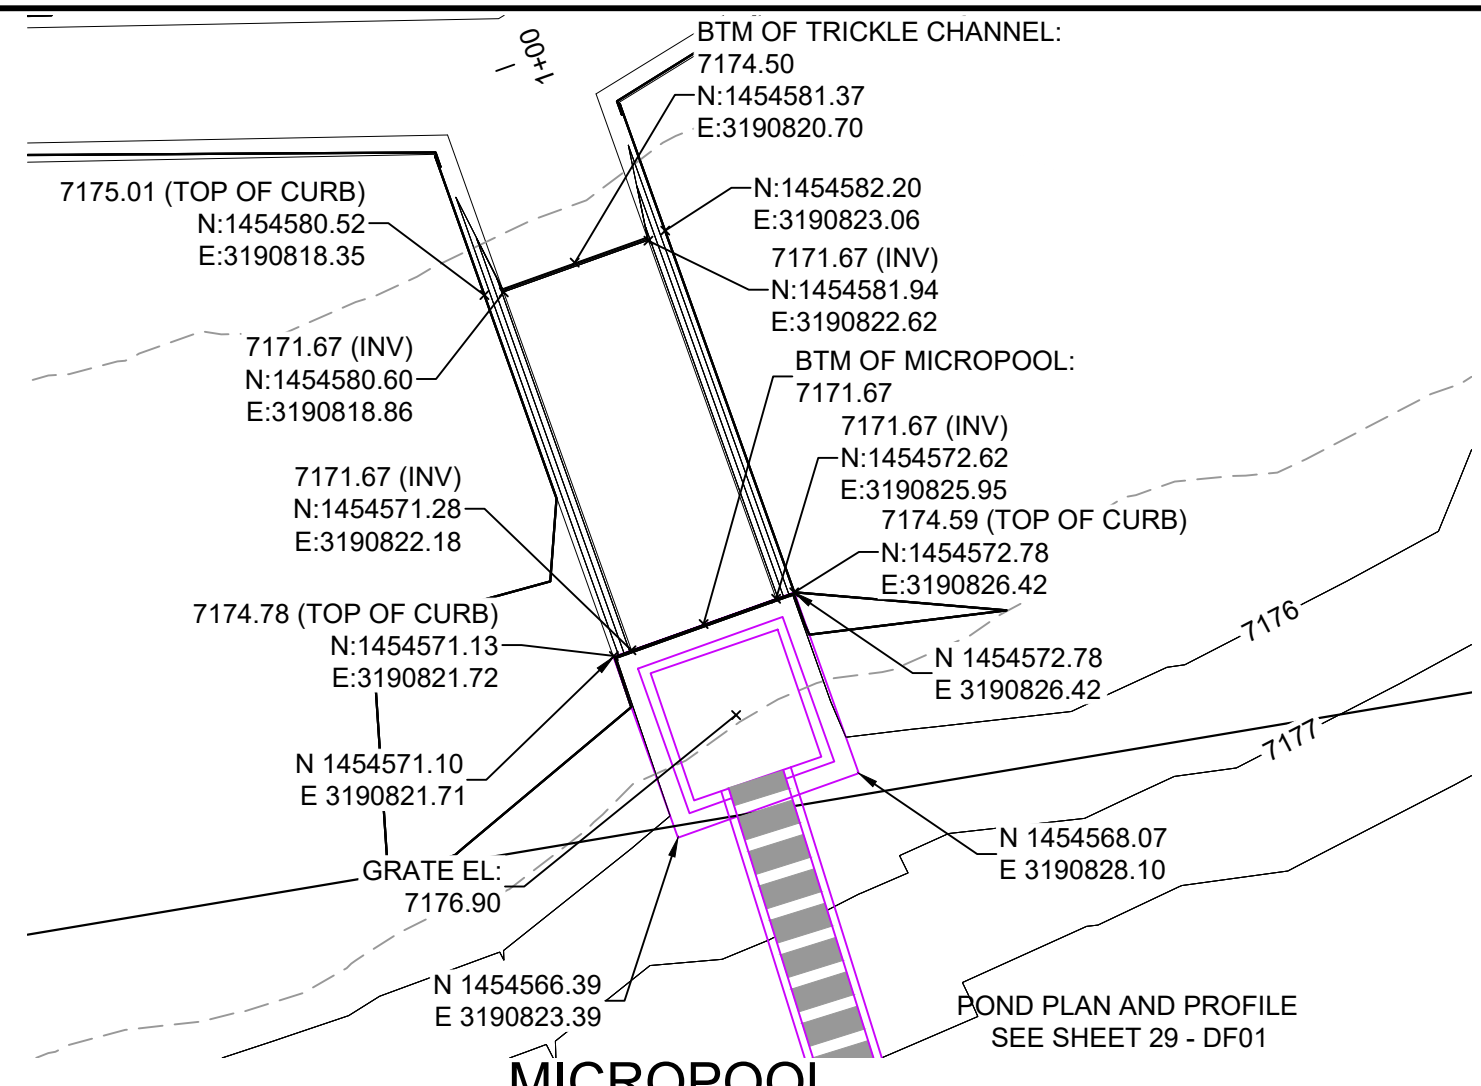 1+00
BTM OF TRICKLE CHANNEL:
7174.50
N:1454581.37
E:3190820.70
7175.01 (TOP OF CURB)
N:1454580.52
E:3190818.35
N:1454582.20
E:3190823.06
7171.67 (INV)
N:1454581.94
E:3190822.62
7171.67 (INV)
N:1454580.60
E:3190818.86
BTM OF MICROPOOL:
7171.67
7171.67 (INV)
N:1454572.62
E:3190825.95
7171.67 (INV)
N:1454571.28
E:3190822.18
7174.59 (TOP OF CURB)
N:1454572.78
E:3190826.42
7174.78 (TOP OF CURB)
N:1454571.13
E:3190821.72
7176
N 1454572.78
E 3190826.42
7177
N 1454571.10
E 3190821.71
N 1454568.07
E 3190828.10
GRATE EL:
7176.90
N 1454566.39
E 3190823.39
POND PLAN AND PROFILE
SEE SHEET 29 - DF01
MICROPOOL